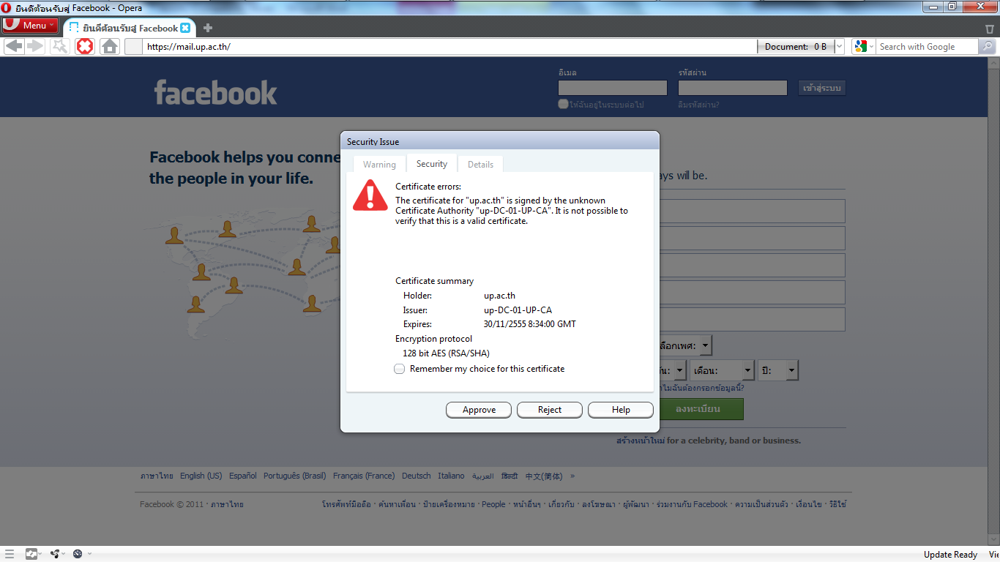 ยินดีต้อนรับสู่ Facebook - Opera
Menu
ยินดีต้อนรับสู่ Facebook
https://mail.up.ac.th/
Document: 0 B
Search with Google
facebook
อีเมล
รหัสผ่าน
เข้าสู่ระบบ
ให้ฉันอยู่ในระบบต่อไป
ลืมรหัสผ่าน?
Facebook helps you conne
the people in your life.
ays will be.
Security Issue
Warning
Security
Details
Certificate errors:
The certificate for "up.ac.th" is signed by the unknown
Certificate Authority "up-DC-01-UP-CA". It is not possible to
verify that this is a valid certificate.
Certificate summary
Holder: up.ac.th
Issuer: up-DC-01-UP-CA
Expires: 30/11/2555 8:34:00 GMT
Encryption protocol
128 bit AES (RSA/SHA)
Remember my choice for this certificate
Approve
Reject
Help
ลือกเพศ:
เดือน:
ปี:
ไมฉันต้องกรอกข้อมูลนี้?
ลงทะเบียน
สร้างหน้าใหม่ for a celebrity, band or business.
ภาษาไทย English (US) Español Português (Brasil) Français (France) Deutsch Italiano العربية हिन्दी 中文(简体) »
Facebook © 2011 · ภาษาไทย
โทรศัพท์มือถือ · ค้นหาเพื่อน · ป้ายเครื่องหมาย · People · หน้าอื่นๆ · เกี่ยวกับ · ลงโฆษณา · ผู้พัฒนา · ร่วมงานกับ Facebook · ความเป็นส่วนตัว · เงื่อนไข · วิธีใช้
Update Ready
Vie